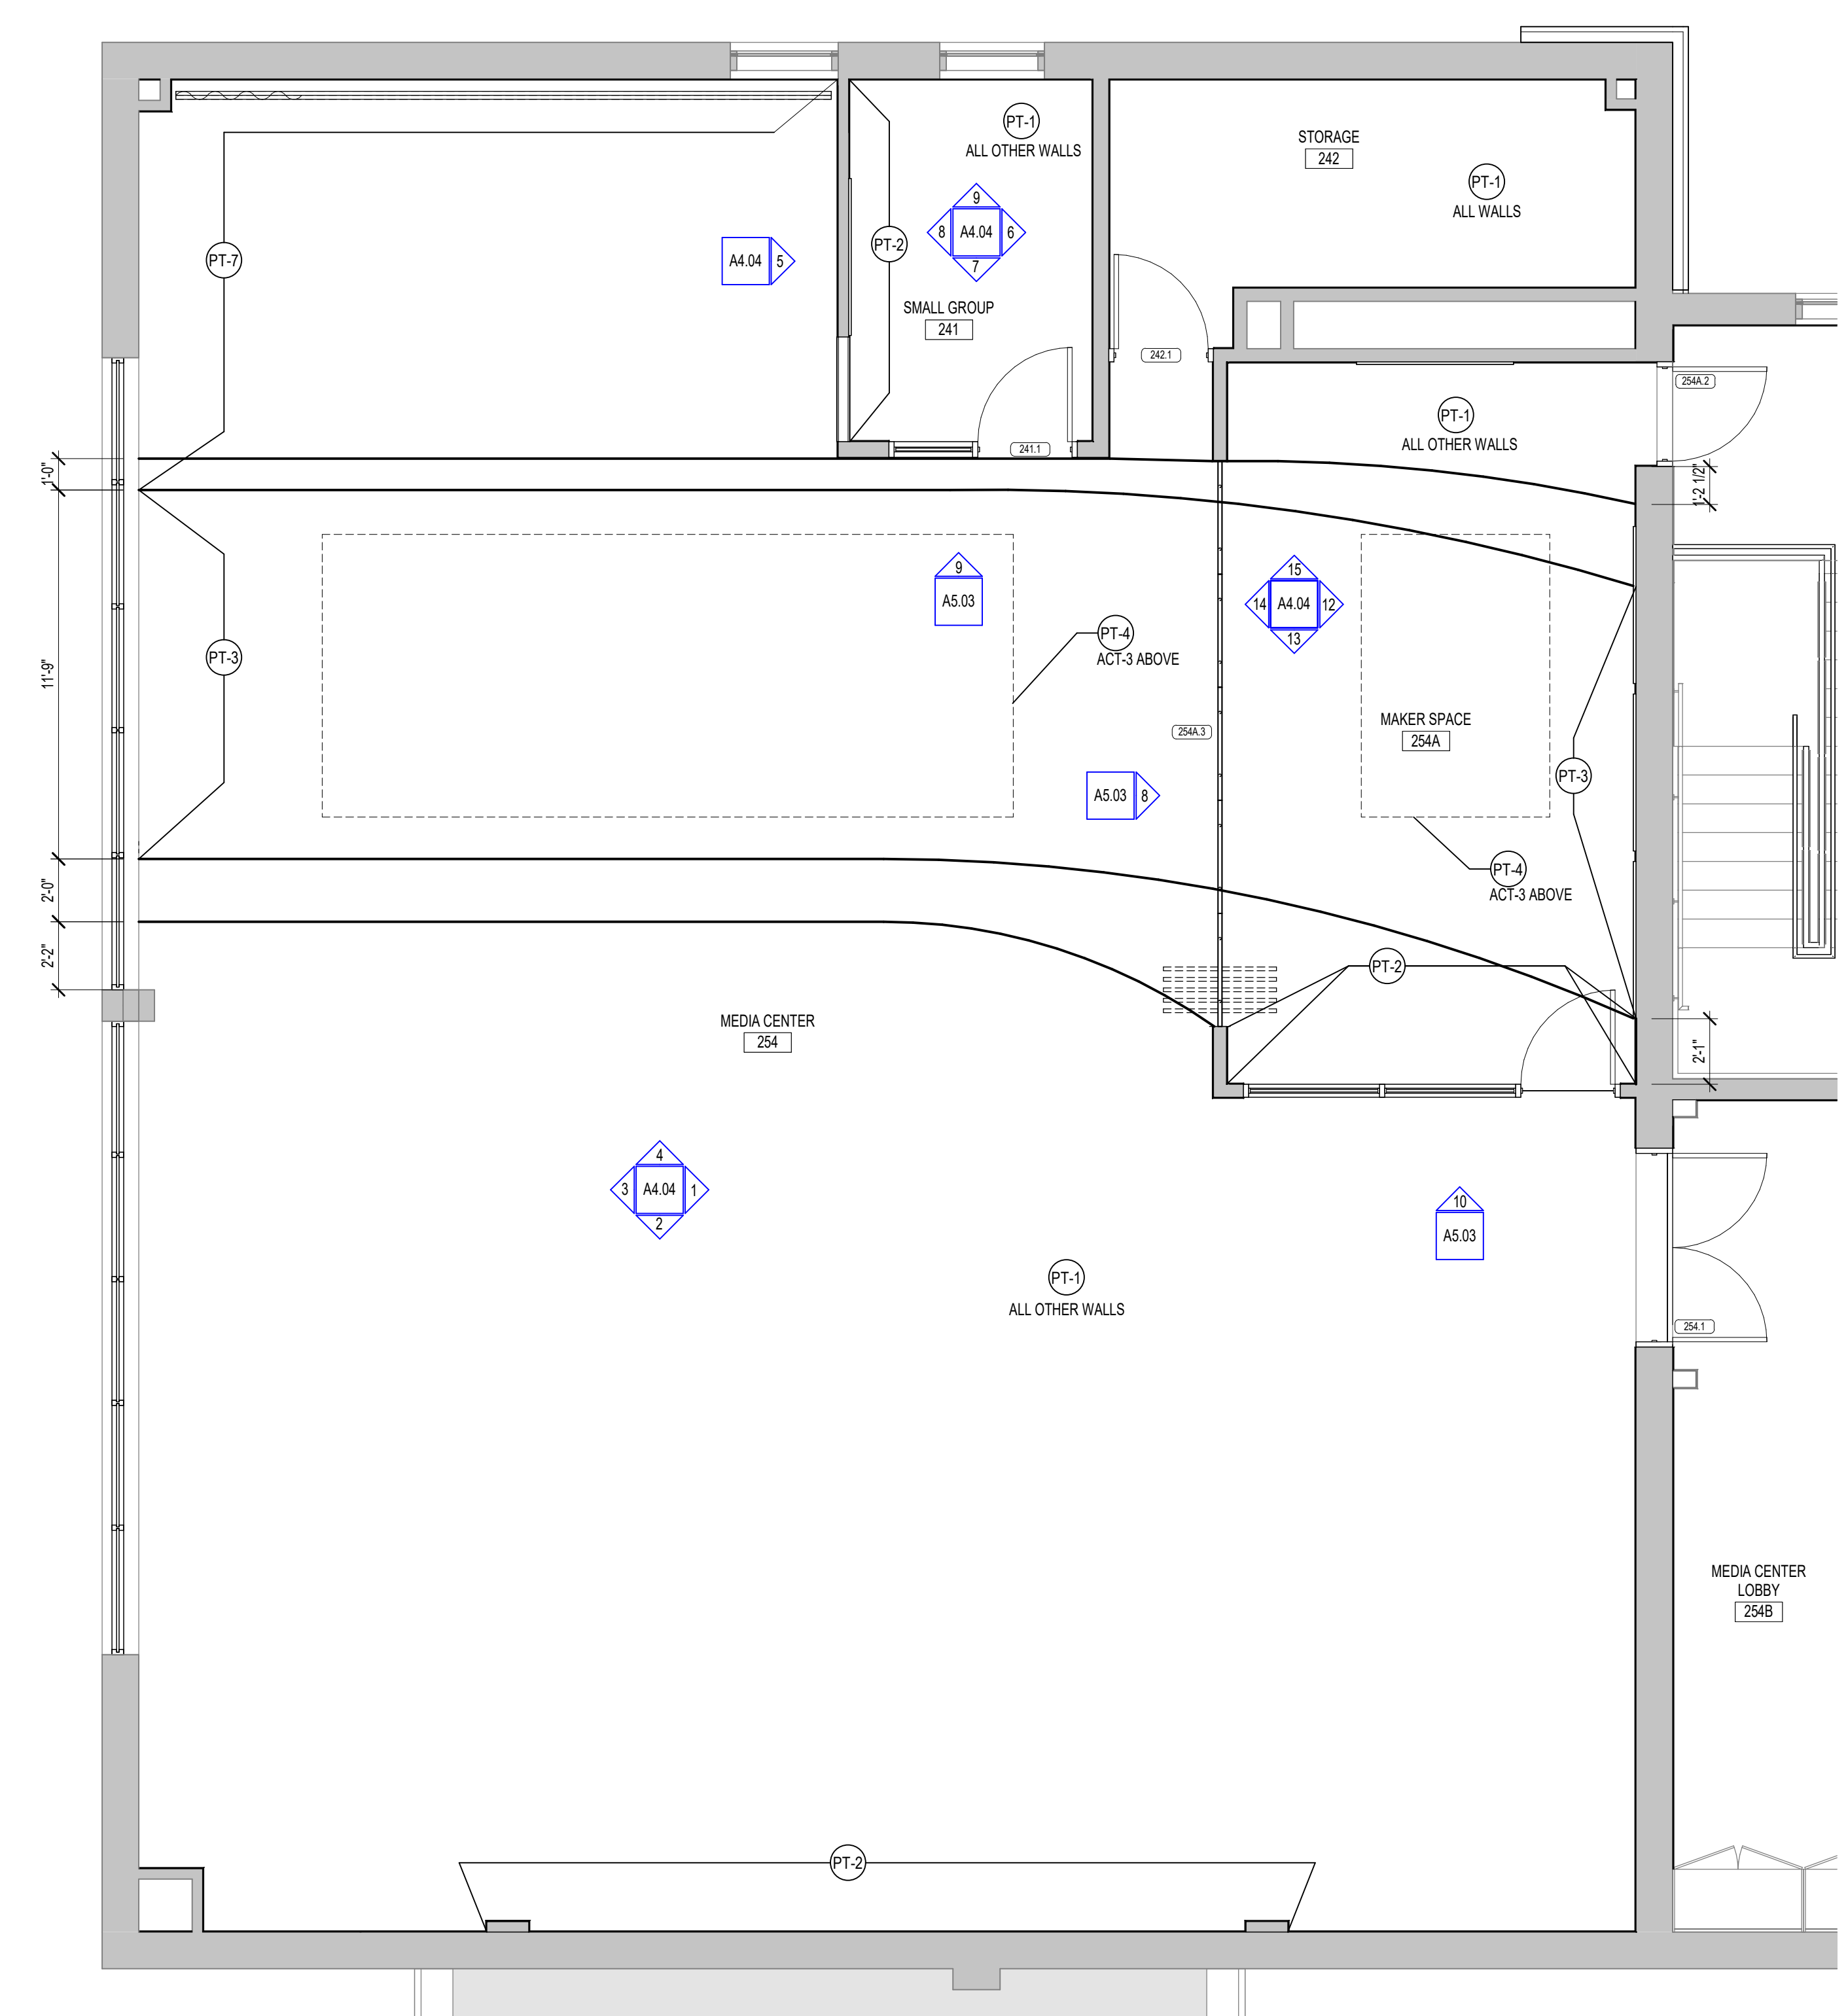 PT-1
ALL OTHER WALLS
STORAGE
242
PT-1
ALL WALLS
9
8 A4.04 6
7
PT-2
PT-7
A4.04 5
SMALL GROUP
241
242.1
254A.2
PT-1
ALL OTHER WALLS
241.1
1'-0"
1'-2 1/2"
9
A5.03
15
14 A4.04 12
13
PT-4
ACT-3 ABOVE
PT-3
11'-9"
MAKER SPACE
254A
254A.3
PT-3
A5.03 8
PT-4
ACT-3 ABOVE
2'-0"
2'-2"
PT-2
MEDIA CENTER
254
2'-1"
4
3 A4.04 1
2
10
A5.03
PT-1
ALL OTHER WALLS
254.1
MEDIA CENTER
LOBBY
254B
PT-2